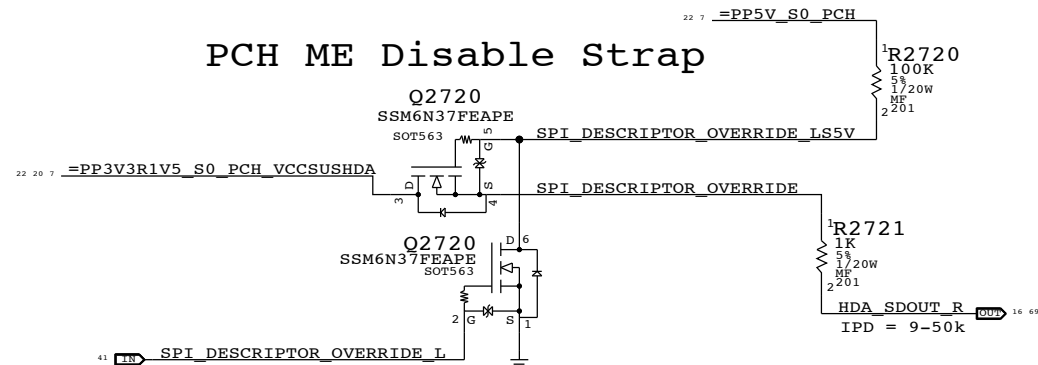 22 7 =PP5V_S0_PCH
PCH ME Disable Strap
1 R2720
100K
5%
1/20W
MF
2 201
Q2720
SSM6N37FEAPE
SOT563
5
G
SPI_DESCRIPTOR_OVERRIDE_LS5V
22 20 7 =PP3V3R1V5_S0_PCH_VCCSUSHDA
D
S
SPI_DESCRIPTOR_OVERRIDE
3
4
1 R2721
1K
5%
1/20W
MF
2 201
Q2720
SSM6N37FEAPE
SOT563
D 6
HDA_SDOUT_R OUT 16 69
IPD = 9-50k
2 G S 1
41 IN SPI_DESCRIPTOR_OVERRIDE_L